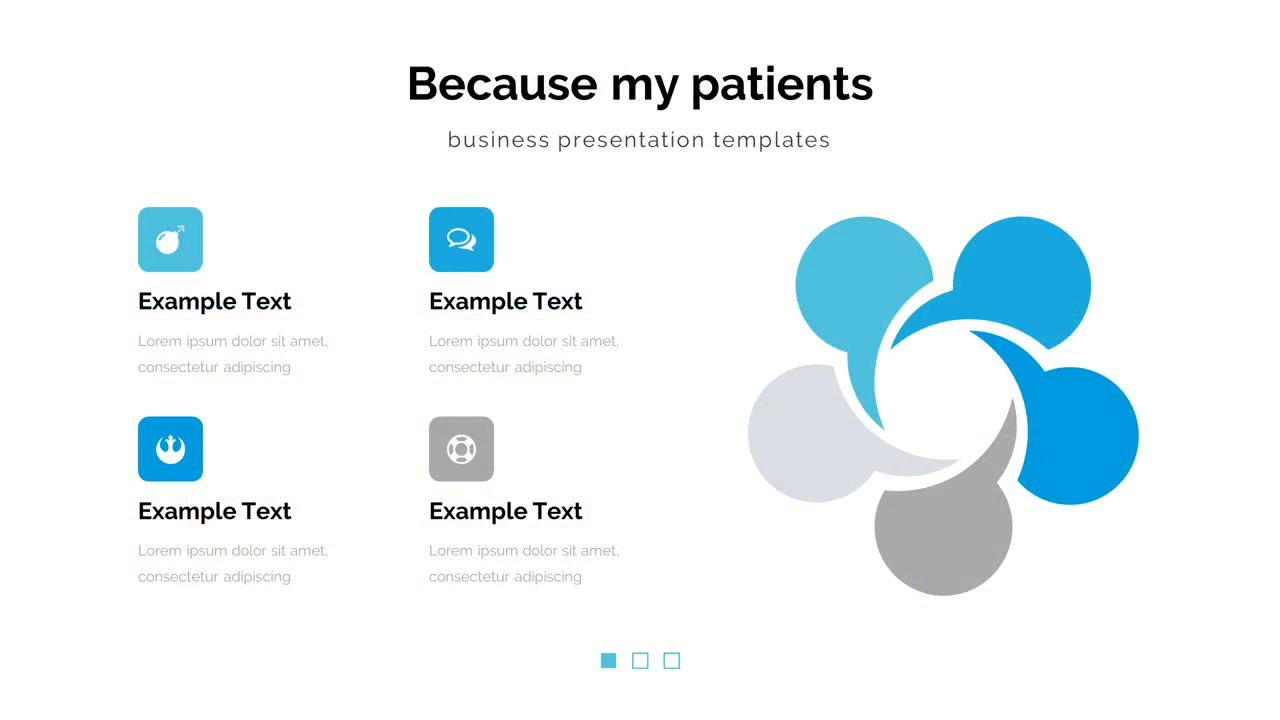 Because my patients
business presentation templates
Example Text
Lorem ipsum dolor sit amet,
consectetur adipiscing
Example Text
Lorem ipsum dolor sit amet,
consectetur adipiscing
Example Text
Lorem ipsum dolor sit amet,
consectetur adipiscing
Example Text
Lorem ipsum dolor sit amet,
consectetur adipiscing